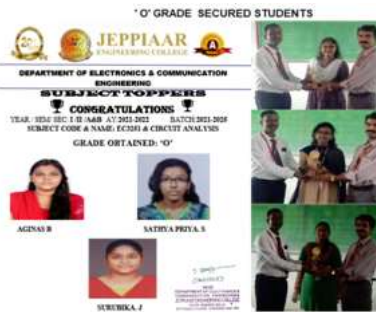 'O' GRADE SECURED STUDENTS
JEPPIAAR
ENGINEERING COLLEGE
DEPARTMENT OF ELECTRONICS & COMMUNICATION
ENGINEERING
SUBJECT TOPPERS
CONGRATULATIONS
YEAR / SEM/ SEC: I /II /A&B AY: 2021-2022 BATCH: 2021-2025
SUBJECT CODE & NAME: EC3251 & CIRCUIT ANALYSIS
GRADE OBTAINED: 'O'
AGINAS B
SATHYA PRIYA. S
SURUBIKA. J